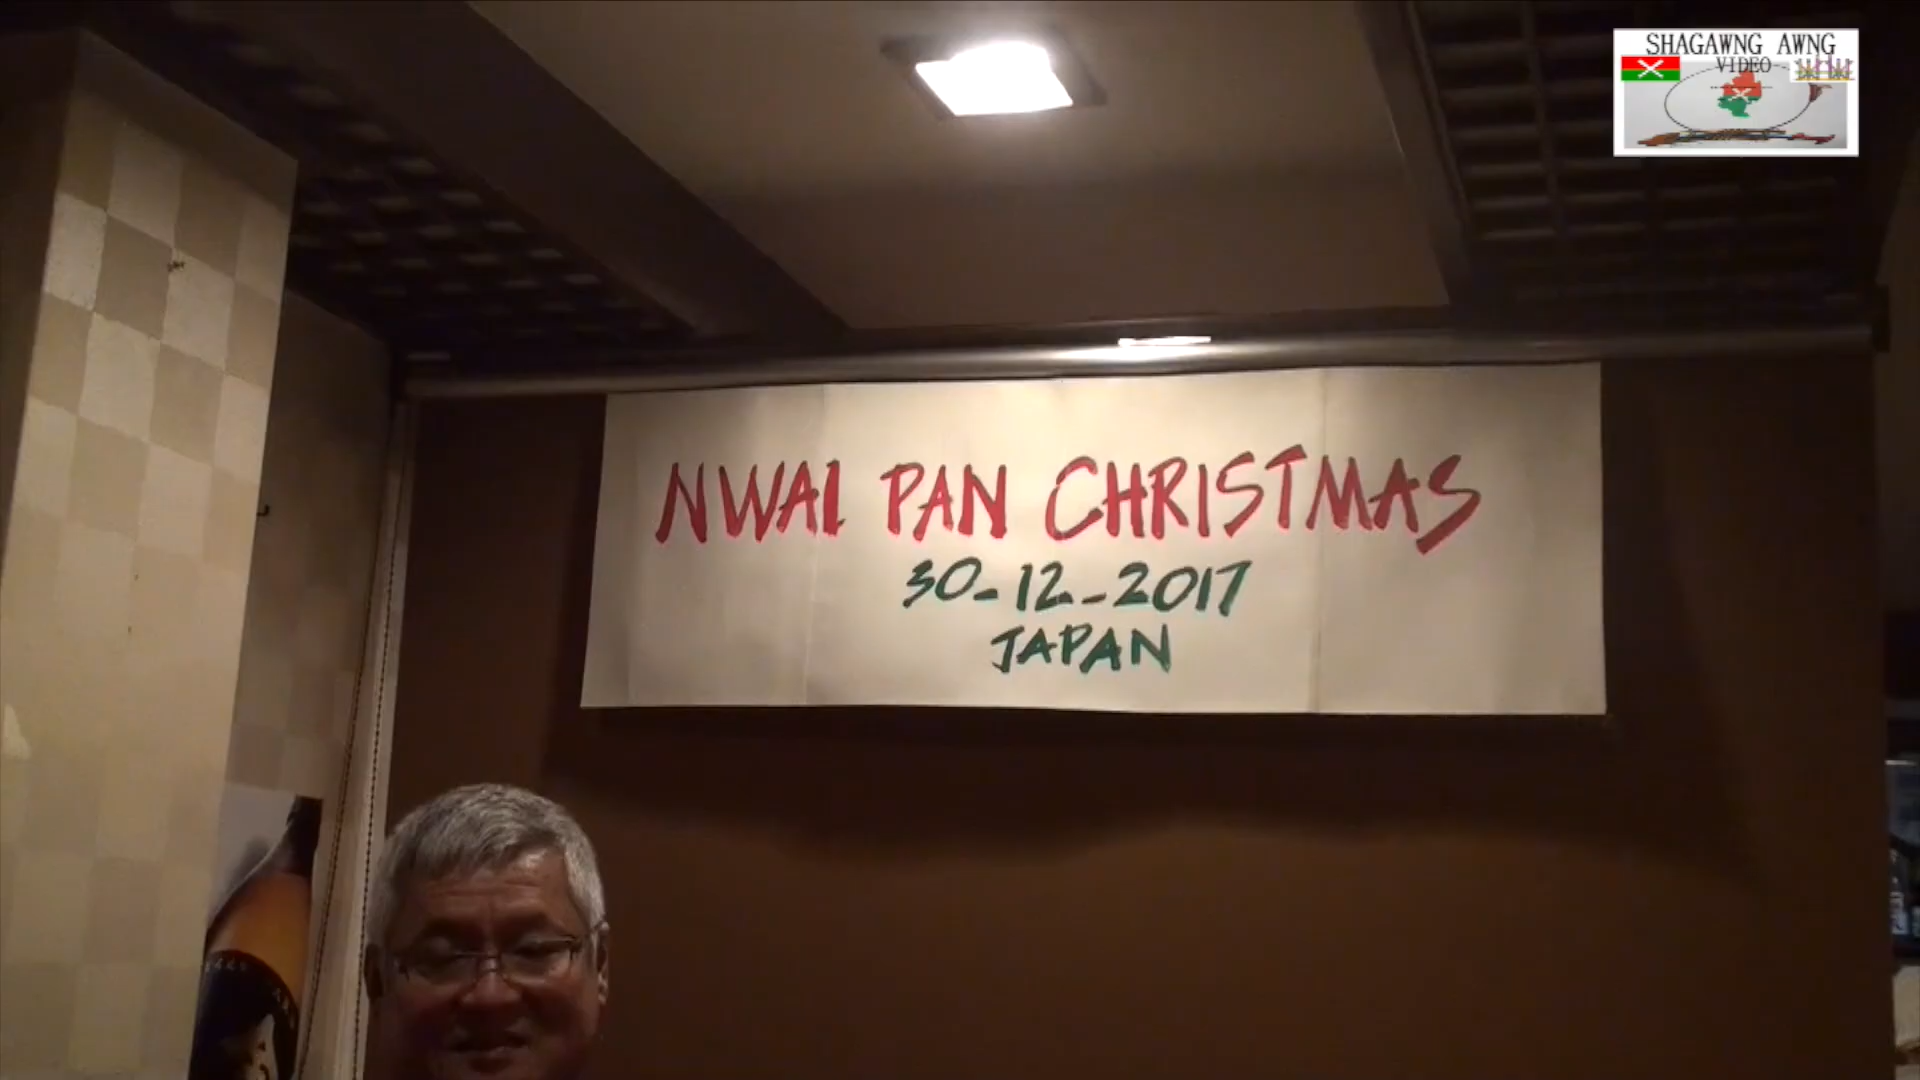 SHAGAWNG AWNG
VIDEO
NWAI PAN CHRISTMAS
30-12-2017
JAPAN